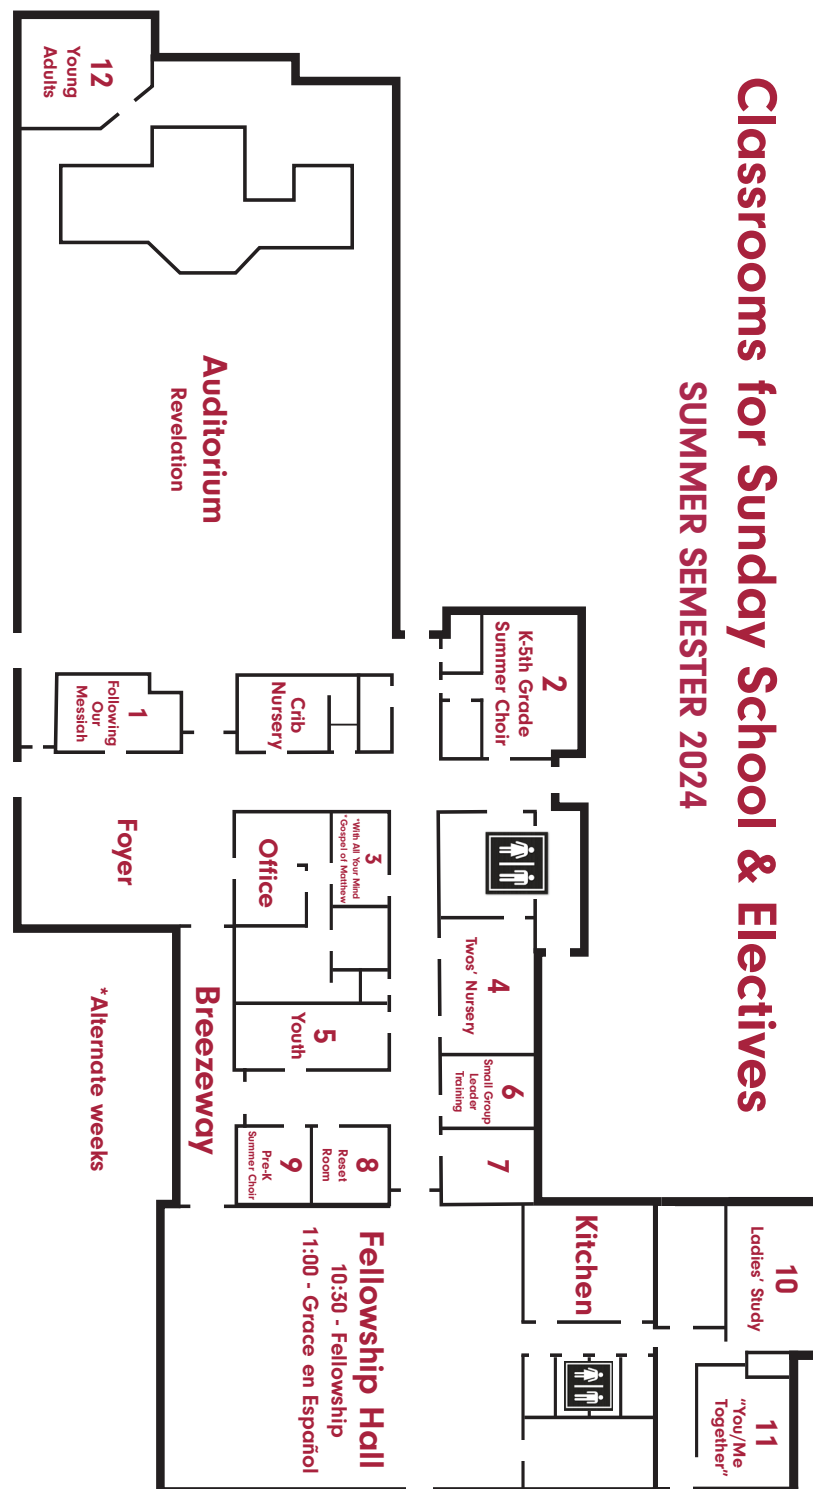 Classrooms for Sunday School & Electives
SUMMER SEMESTER 2024
12
Young
Adults
Auditorium
Revelation
1
Following
Our
Messiah
Crib
Nursery
2
K-5th Grade
Summer Choir
Foyer
Office
3
*With All Your Mind
*Gospel of Matthew
4
Twos' Nursery
5
Youth
6
Small Group
Leader
Training
7
8
Reset
Room
9
Pre-K
Summer Choir
Breezeway
*Alternate weeks
Fellowship Hall
10:30 - Fellowship
11:00 - Grace en Español
Kitchen
10
Ladies' Study
11
"You/Me
Together"